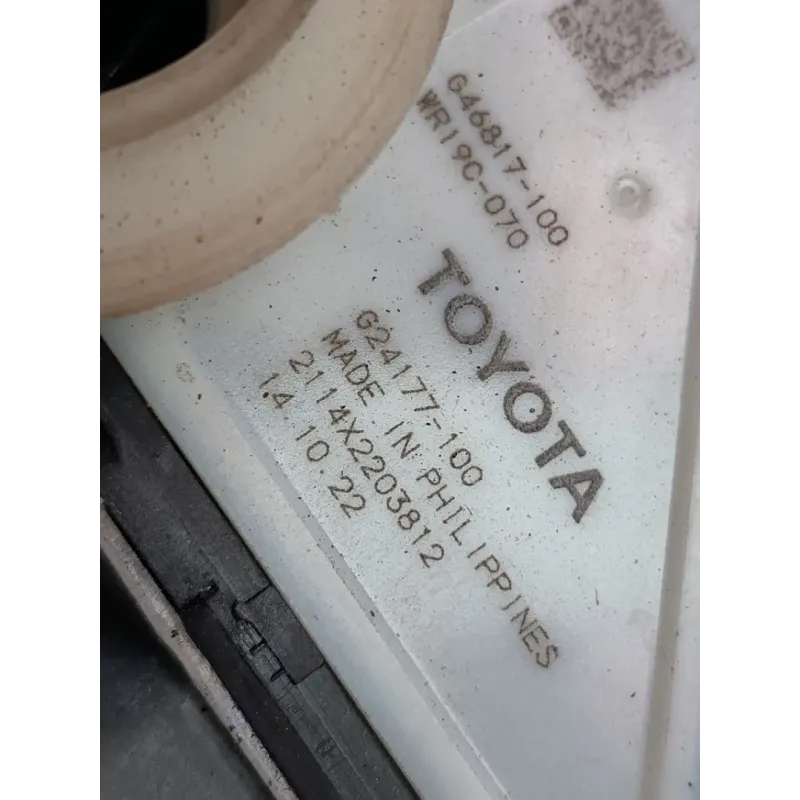 G46817-100
WR19C-070
TOYOTA
G24177-100
MADE IN PHILIPPINES
2114X2203812
14.10.22